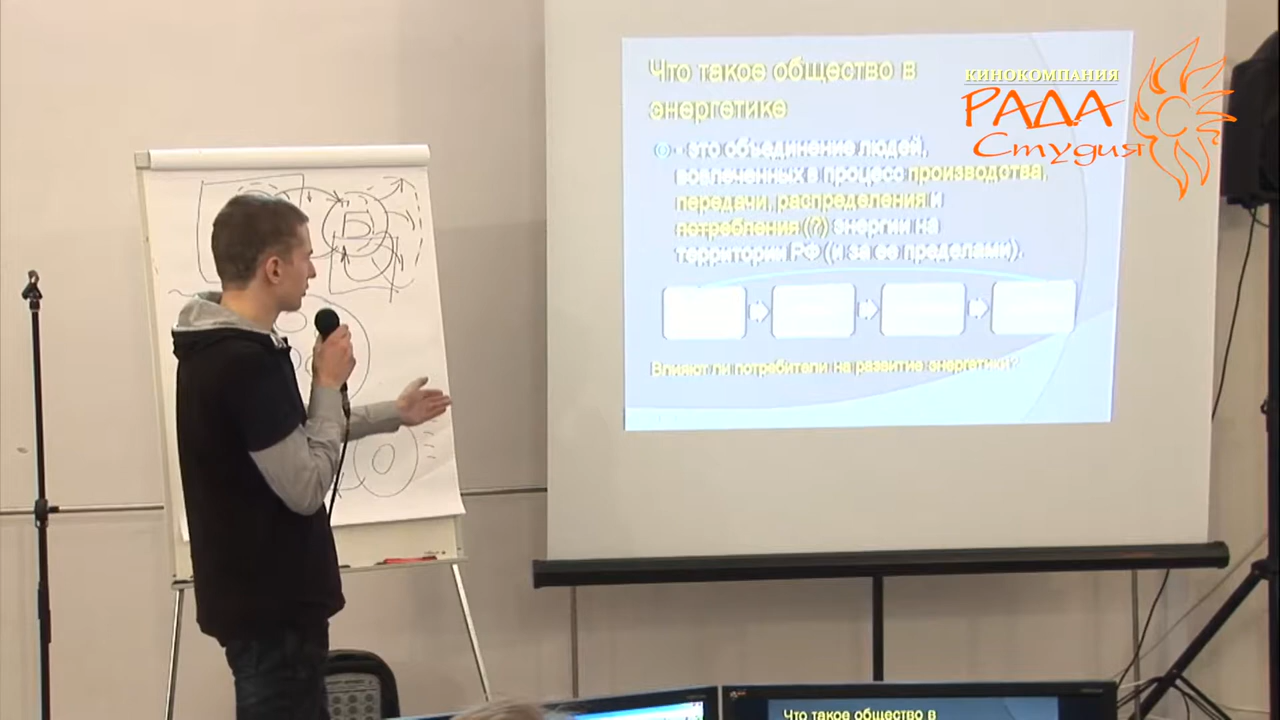 Что такое общество в
энергетике
- это объединение людей,
вовлеченных в процесс производства,
передачи, распределения и
потребления (?) энергии на
территории РФ (и за ее пределами).
Влияют ли потребители на развитие энергетики?
КИНОКОМПАНИЯ
РАДА
Студия
Что такое общество в